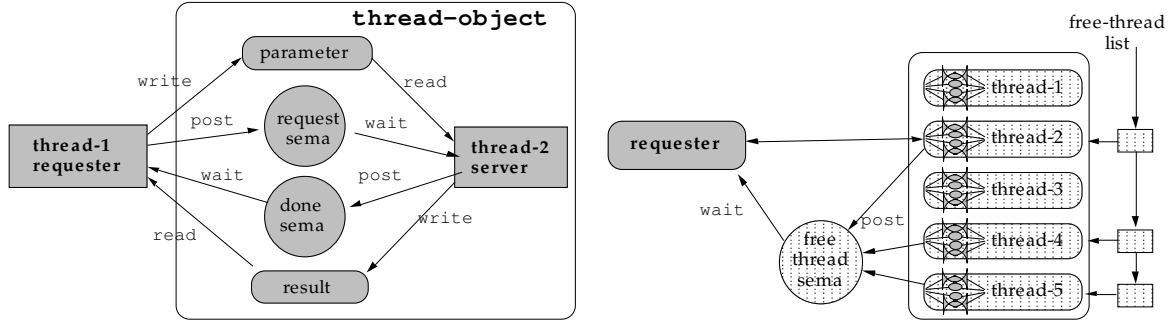 thread-object
parameter
write
read
post
request
sema
wait
thread-1
requester
thread-2
server
wait
post
done
sema
write
read
result
free-thread
list
thread-1
requester
thread-2
thread-3
wait
post
free
thread
sema
thread-4
thread-5